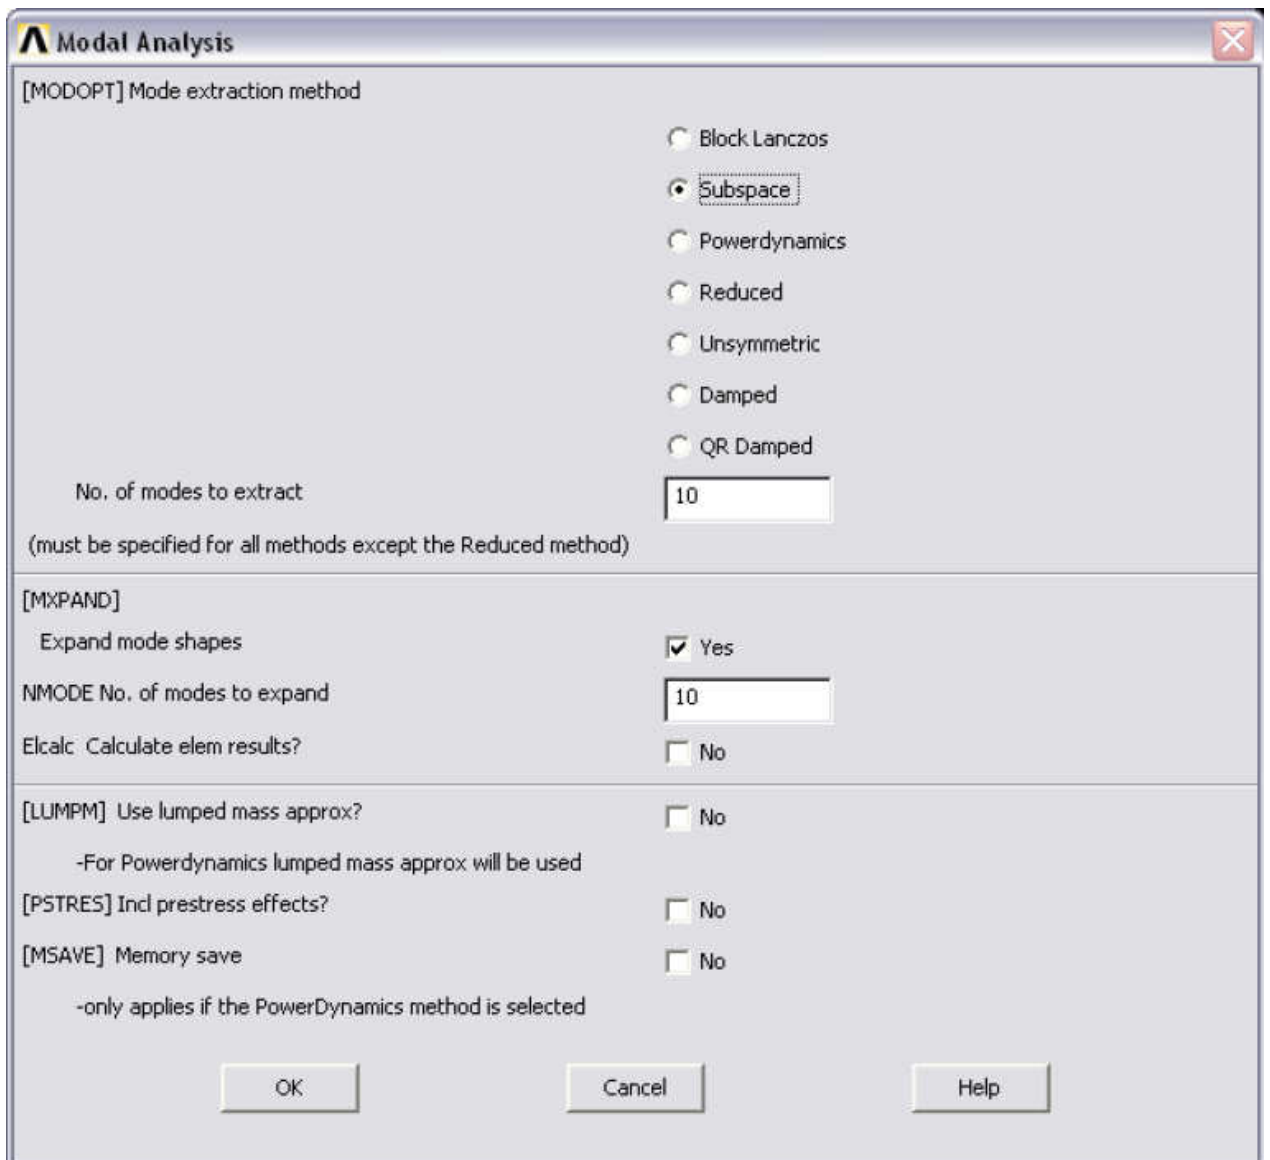 Modal Analysis
[MODOPT] Mode extraction method
Block Lanczos
Subspace
Powerdynamics
Reduced
Unsymmetric
Damped
QR Damped
No. of modes to extract 10
(must be specified for all methods except the Reduced method)
[MXPAND]
Expand mode shapes Yes
NMODE No. of modes to expand 10
Elcalc Calculate elem results? No
[LUMPM] Use lumped mass approx? No
-For Powerdynamics lumped mass approx will be used
[PSTRES] Incl prestress effects? No
[MSAVE] Memory save No
-only applies if the PowerDynamics method is selected
OK Cancel Help